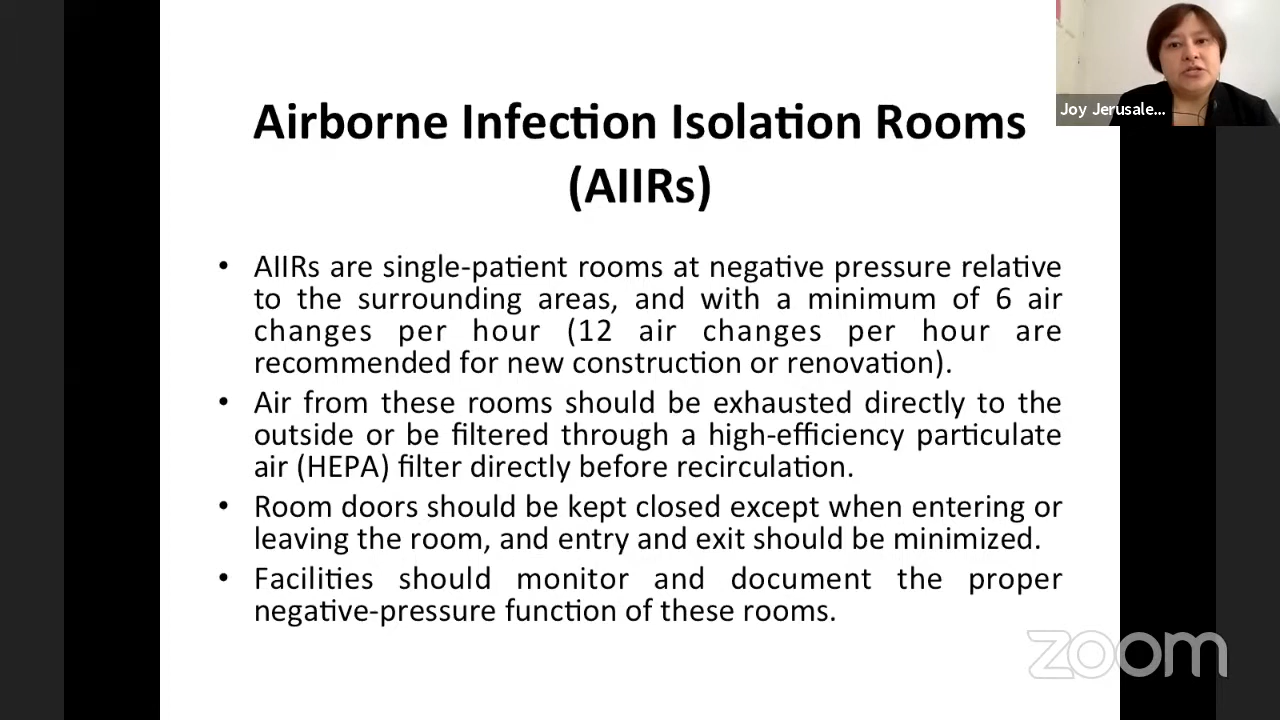 Airborne Infection Isolation Rooms
(AIIRs)
Joy Jerusale...
• AIIRs are single-patient rooms at negative pressure relative
to the surrounding areas, and with a minimum of 6 air
changes per hour (12 air changes per hour are
recommended for new construction or renovation).
• Air from these rooms should be exhausted directly to the
outside or be filtered through a high-efficiency particulate
air (HEPA) filter directly before recirculation.
• Room doors should be kept closed except when entering or
leaving the room, and entry and exit should be minimized.
• Facilities should monitor and document the proper
negative-pressure function of these rooms.
zoom